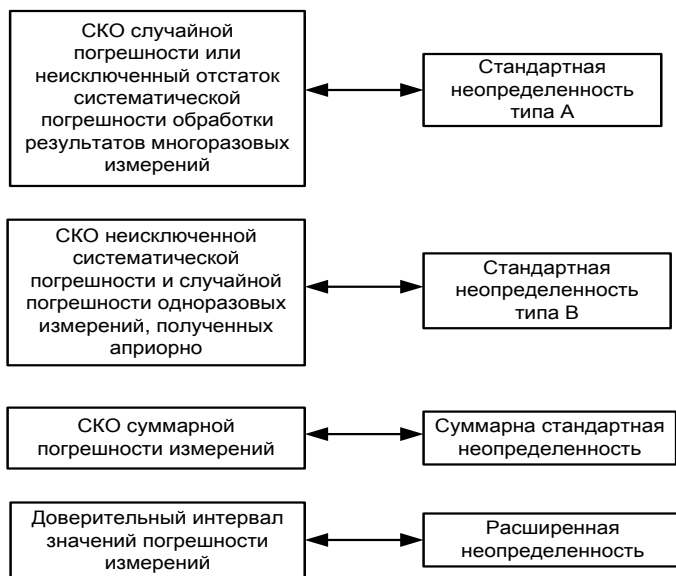 СКО случайной
погрешности или
неисключенный отстаток
систематической
погрешности обработки
результатов многоразовых
измерений
Стандартная
неопределенность
типа А
СКО неисключенной
систематической
погрешности и случайной
погрешности одноразовых
измерений, полученных
априорно
Стандартная
неопределенность
типа В
СКО суммарной
погрешности измерений
Суммарна стандартная
неопределенность
Доверительный интервал
значений погрешности
измерений
Расширенная
неопределенность